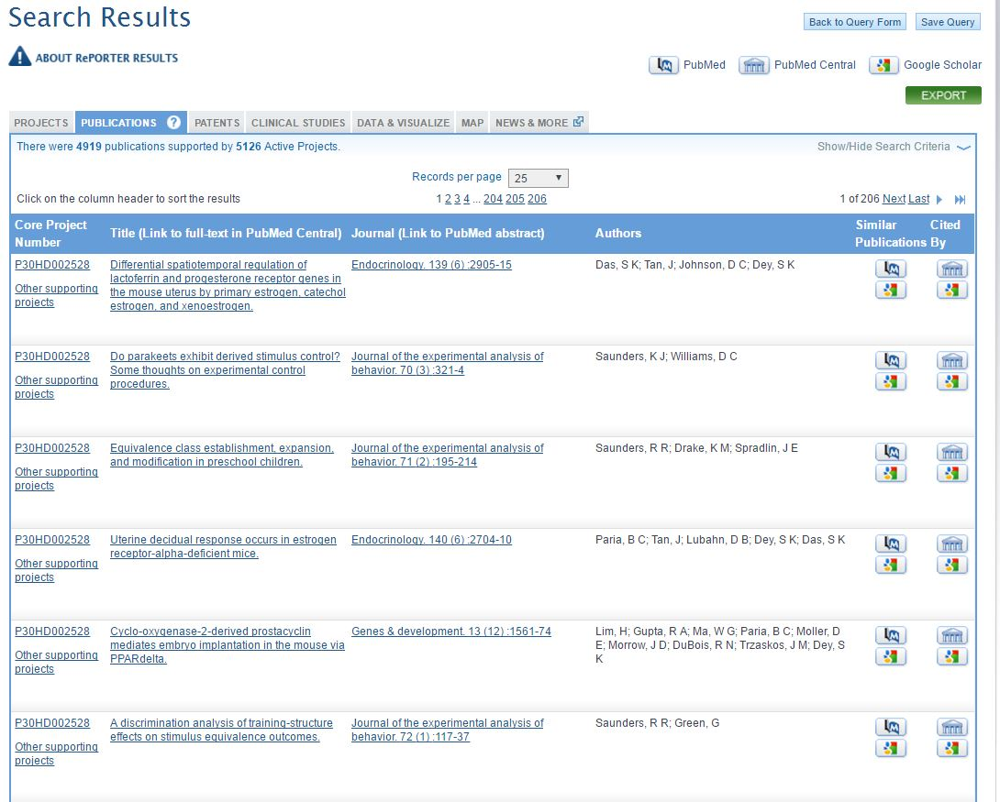 Search Results
Back to Query Form Save Query
ABOUT RePORTER RESULTS
PubMed PubMed Central Google Scholar
EXPORT
PROJECTS PUBLICATIONS ? PATENTS CLINICAL STUDIES DATA & VISUALIZE MAP NEWS & MORE
There were 4919 publications supported by 5126 Active Projects.
Show/Hide Search Criteria
Records per page 25
Click on the column header to sort the results
1 2 3 4 ... 204 205 206
1 of 206 Next Last
Core Project
Number
Title (Link to full-text in PubMed Central)
Journal (Link to PubMed abstract)
Authors
Similar
Publications
Cited
By
P30HD002528
Other supporting
projects
Differential spatiotemporal regulation of
lactoferrin and progesterone receptor genes in
the mouse uterus by primary estrogen, catechol
estrogen, and xenoestrogen.
Endocrinology. 139 (6) :2905-15
Das, S K; Tan, J; Johnson, D C; Dey, S K
P30HD002528
Other supporting
projects
Do parakeets exhibit derived stimulus control?
Some thoughts on experimental control
procedures.
Journal of the experimental analysis of
behavior. 70 (3) :321-4
Saunders, K J; Williams, D C
P30HD002528
Other supporting
projects
Equivalence class establishment, expansion,
and modification in preschool children.
Journal of the experimental analysis of
behavior. 71 (2) :195-214
Saunders, R R; Drake, K M; Spradlin, J E
P30HD002528
Other supporting
projects
Uterine decidual response occurs in estrogen
receptor-alpha-deficient mice.
Endocrinology. 140 (6) :2704-10
Paria, B C; Tan, J; Lubahn, D B; Dey, S K; Das, S K
P30HD002528
Other supporting
projects
Cyclo-oxygenase-2-derived prostacyclin
mediates embryo implantation in the mouse via
PPARdelta.
Genes & development. 13 (12) :1561-74
Lim, H; Gupta, R A; Ma, W G; Paria, B C; Moller, D
E; Morrow, J D; DuBois, R N; Trzaskos, J M; Dey, S
K
P30HD002528
Other supporting
projects
A discrimination analysis of training-structure
effects on stimulus equivalence outcomes.
Journal of the experimental analysis of
behavior. 72 (1) :117-37
Saunders, R R; Green, G